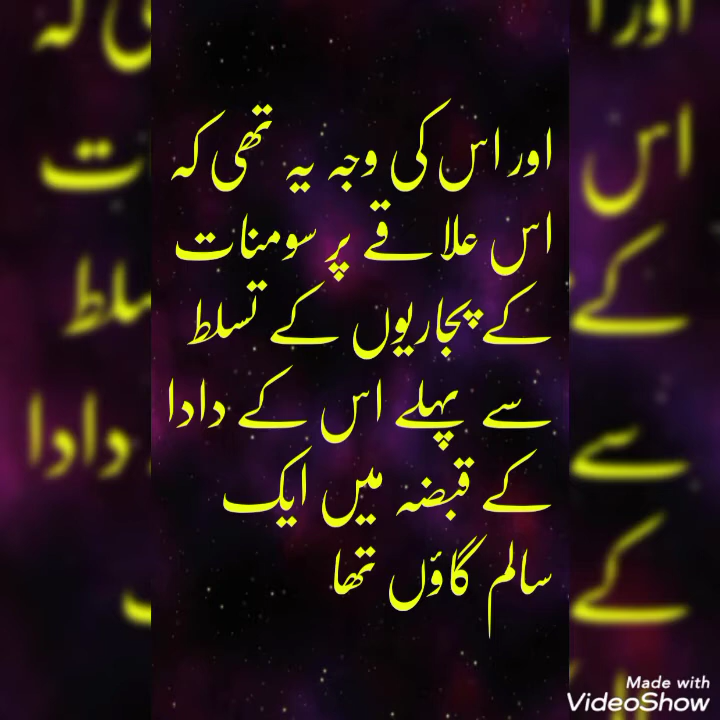 اور اس کی وجہ یہ تھی کہ
اس علاقے پر سومنات
کے پجاریوں کے تسلط
سے پہلے اس کے دادا
کے قبضہ میں ایک
سالم گاؤں تھا
Made with
VideoShow